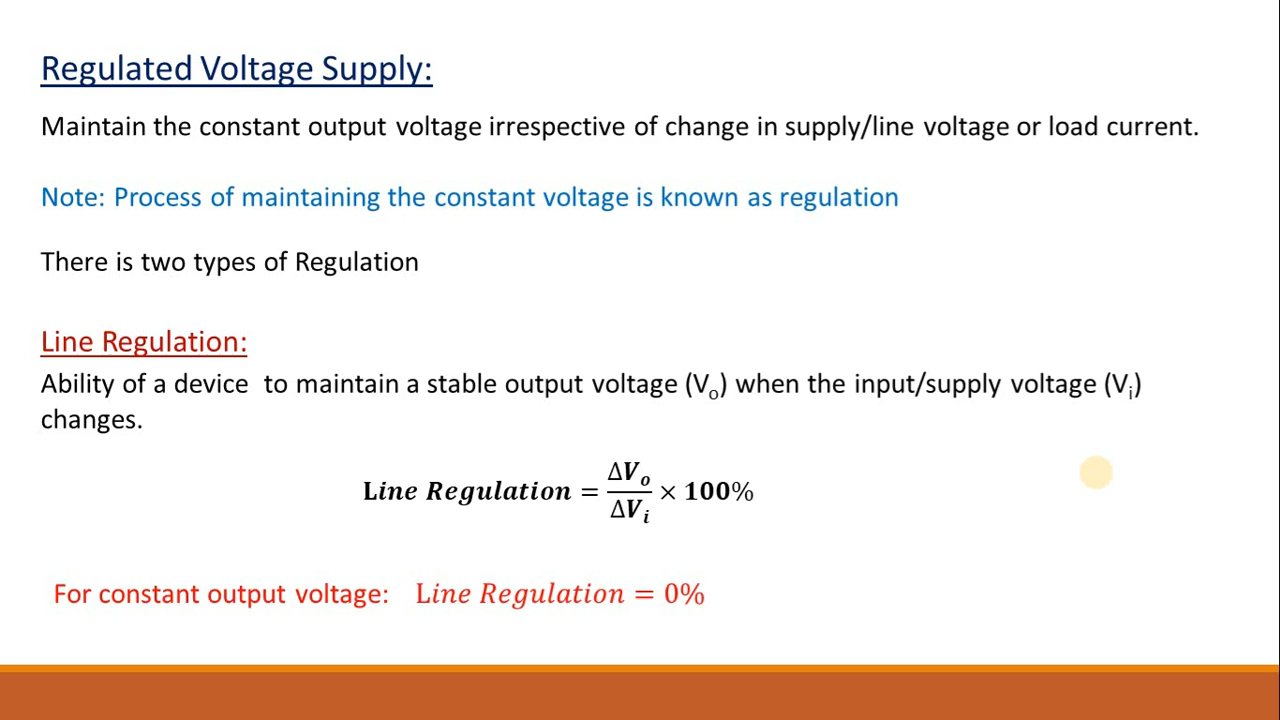 Regulated Voltage Supply:
Maintain the constant output voltage irrespective of change in supply/line voltage or load current.
Note: Process of maintaining the constant voltage is known as regulation
There is two types of Regulation
Line Regulation:
Ability of a device  to maintain a stable output voltage (Vₒ) when the input/supply voltage (Vᵢ)
changes.
Line Regulation = ΔVₒ/ΔVᵢ × 100%
For constant output voltage:   Line Regulation = 0%